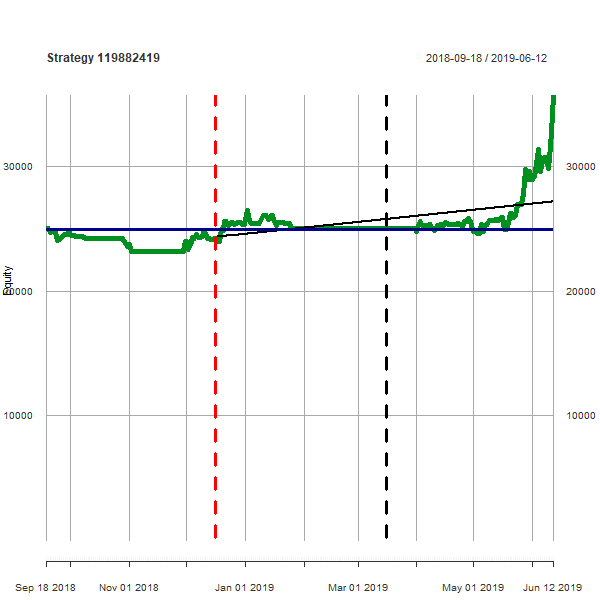 Strategy 119882419
2018-09-18 / 2019-06-12
30000
30000
Equity
20000
20000
10000
10000
Sep 18 2018
Nov 01 2018
Jan 01 2019
Mar 01 2019
May 01 2019
Jun 12 2019